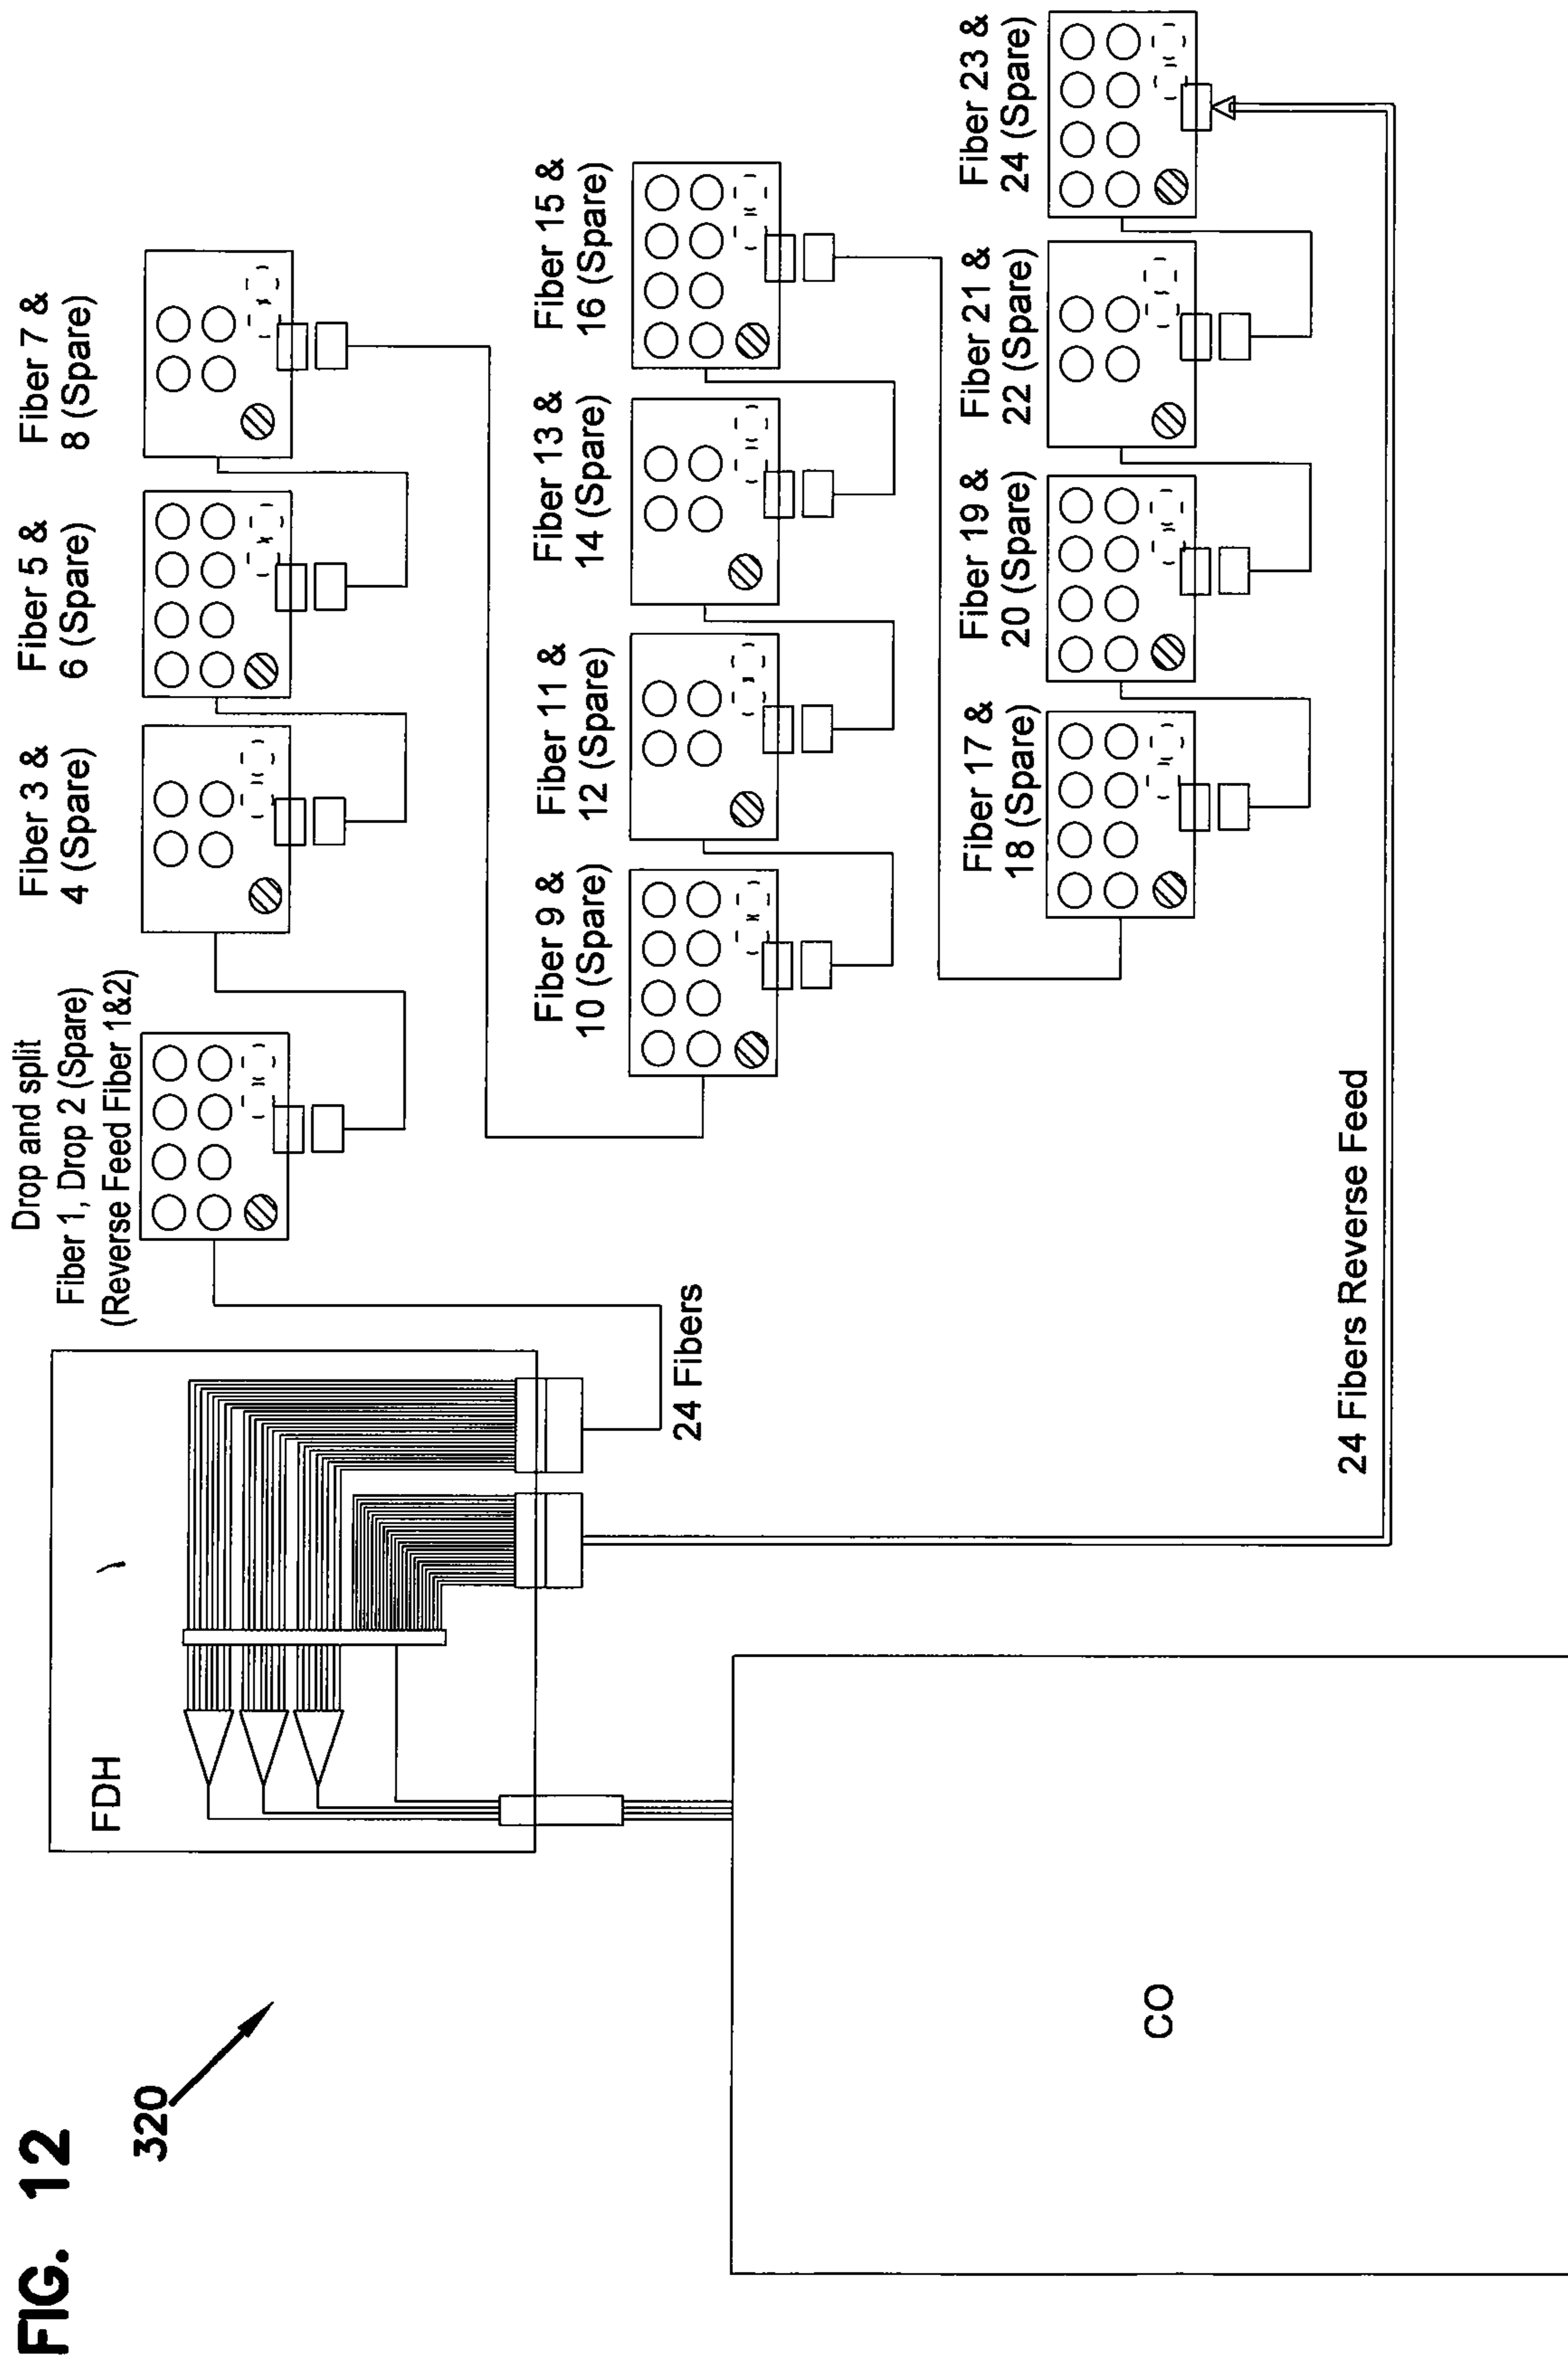 FIG. 12
320
FDH
CO
24 Fibers
24 Fibers Reverse Feed
Drop and split
Fiber 1, Drop 2 (Spare)
(Reverse Feed Fiber 1&2)
Fiber 3 &
4 (Spare)
Fiber 5 &
6 (Spare)
Fiber 7 &
8 (Spare)
Fiber 9 &
10 (Spare)
Fiber 11 &
12 (Spare)
Fiber 13 &
14 (Spare)
Fiber 15 &
16 (Spare)
Fiber 17 &
18 (Spare)
Fiber 19 &
20 (Spare)
Fiber 21 &
22 (Spare)
Fiber 23 &
24 (Spare)